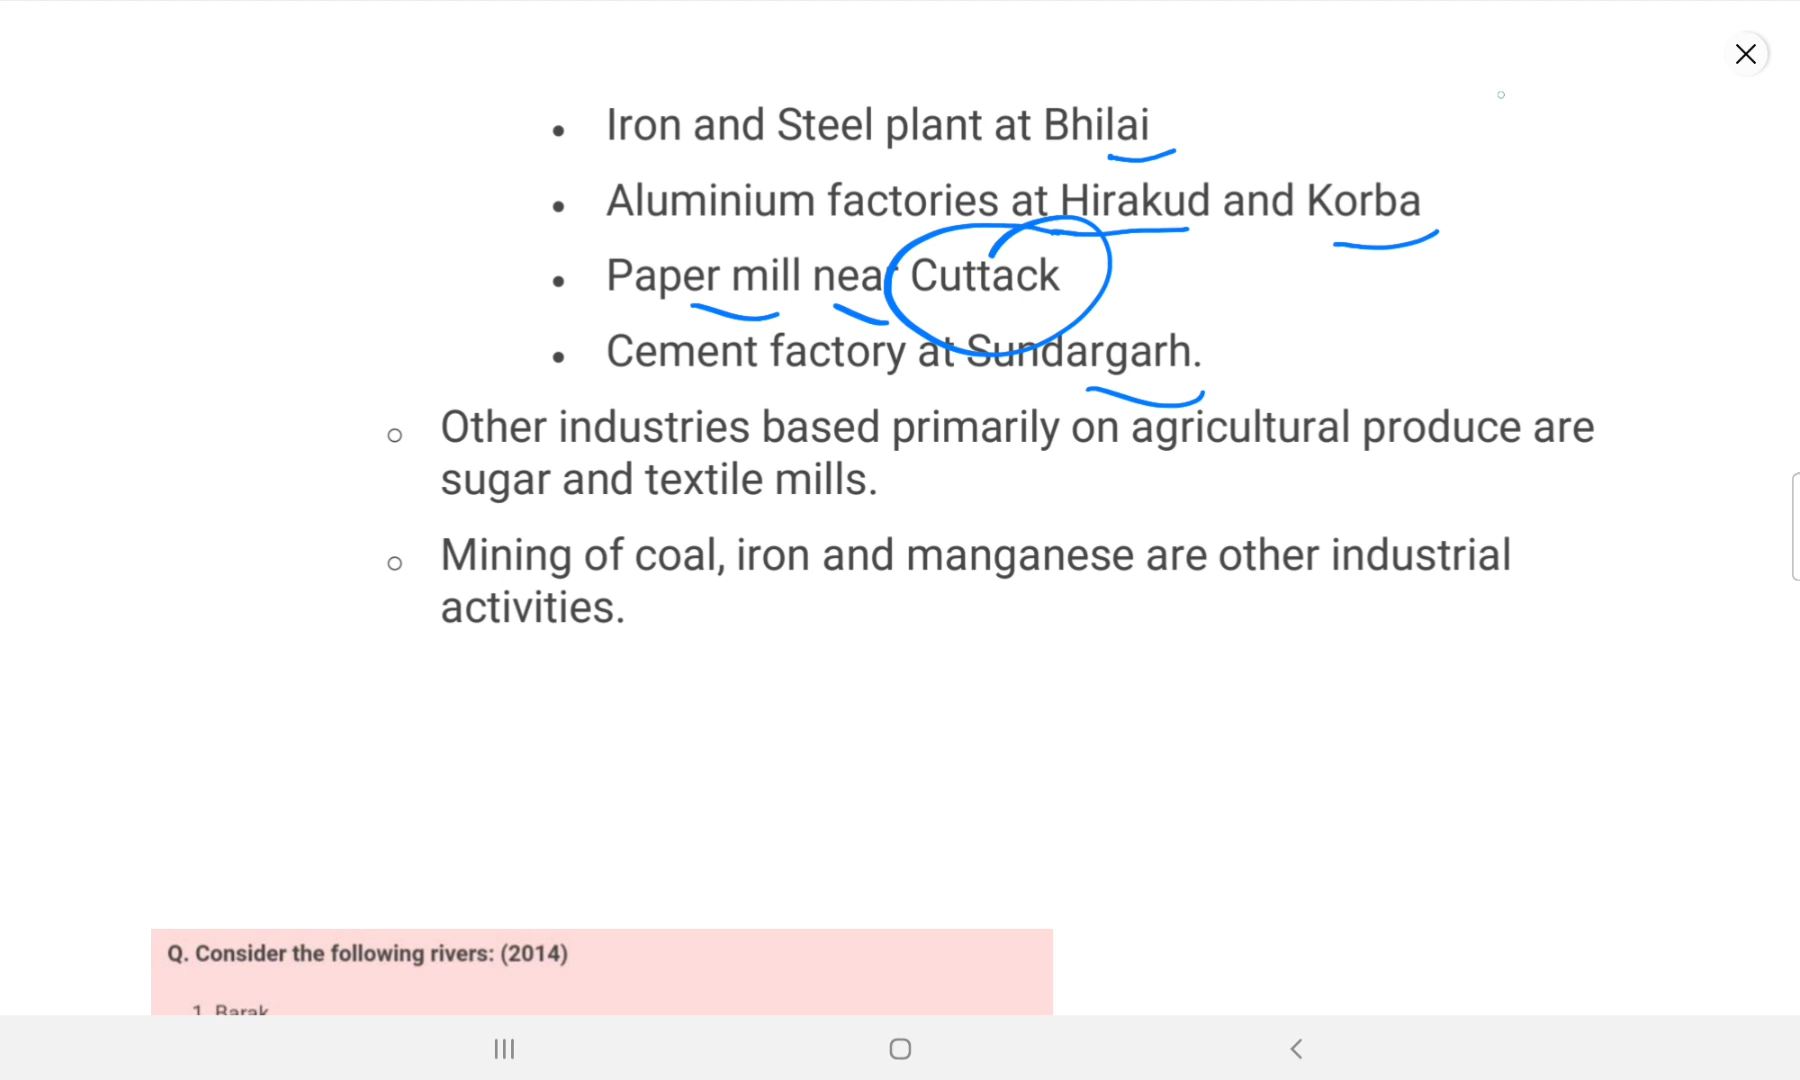 Iron and Steel plant at Bhilai
Aluminium factories at Hirakud and Korba
Paper mill near Cuttack
Cement factory at Sundargarh.
Other industries based primarily on agricultural produce are
sugar and textile mills.
Mining of coal, iron and manganese are other industrial
activities.
Q. Consider the following rivers: (2014)
1. Barak